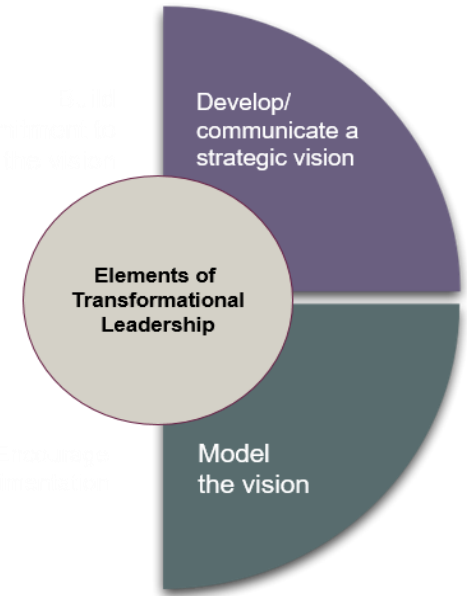 Develop/
communicate a
strategic vision
Elements of
Transformational
Leadership
Model
the vision